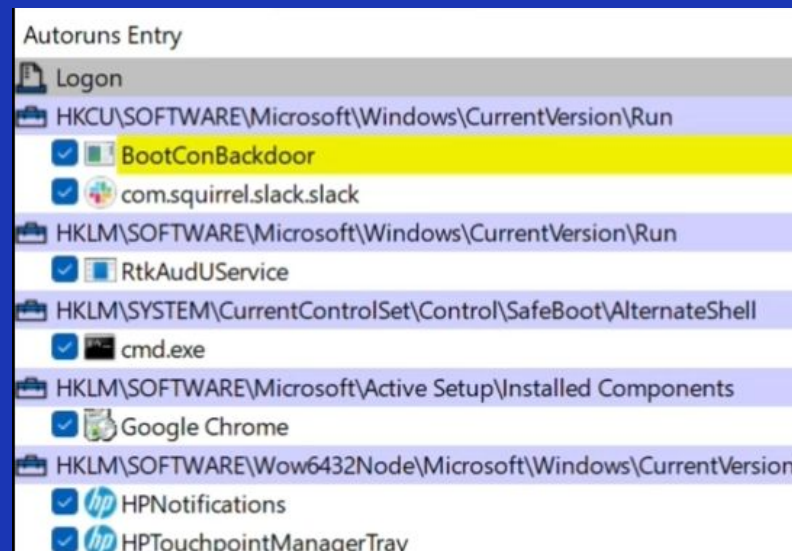 Autoruns Entry
Logon
HKCU\SOFTWARE\Microsoft\Windows\CurrentVersion\Run
BootConBackdoor
com.squirrel.slack.slack
HKLM\SOFTWARE\Microsoft\Windows\CurrentVersion\Run
RtkAudUService
HKLM\SYSTEM\CurrentControlSet\Control\SafeBoot\AlternateShell
cmd.exe
HKLM\SOFTWARE\Microsoft\Active Setup\Installed Components
Google Chrome
HKLM\SOFTWARE\Wow6432Node\Microsoft\Windows\CurrentVersion
hp HPNotifications
hp HPTouchpointManagerTray